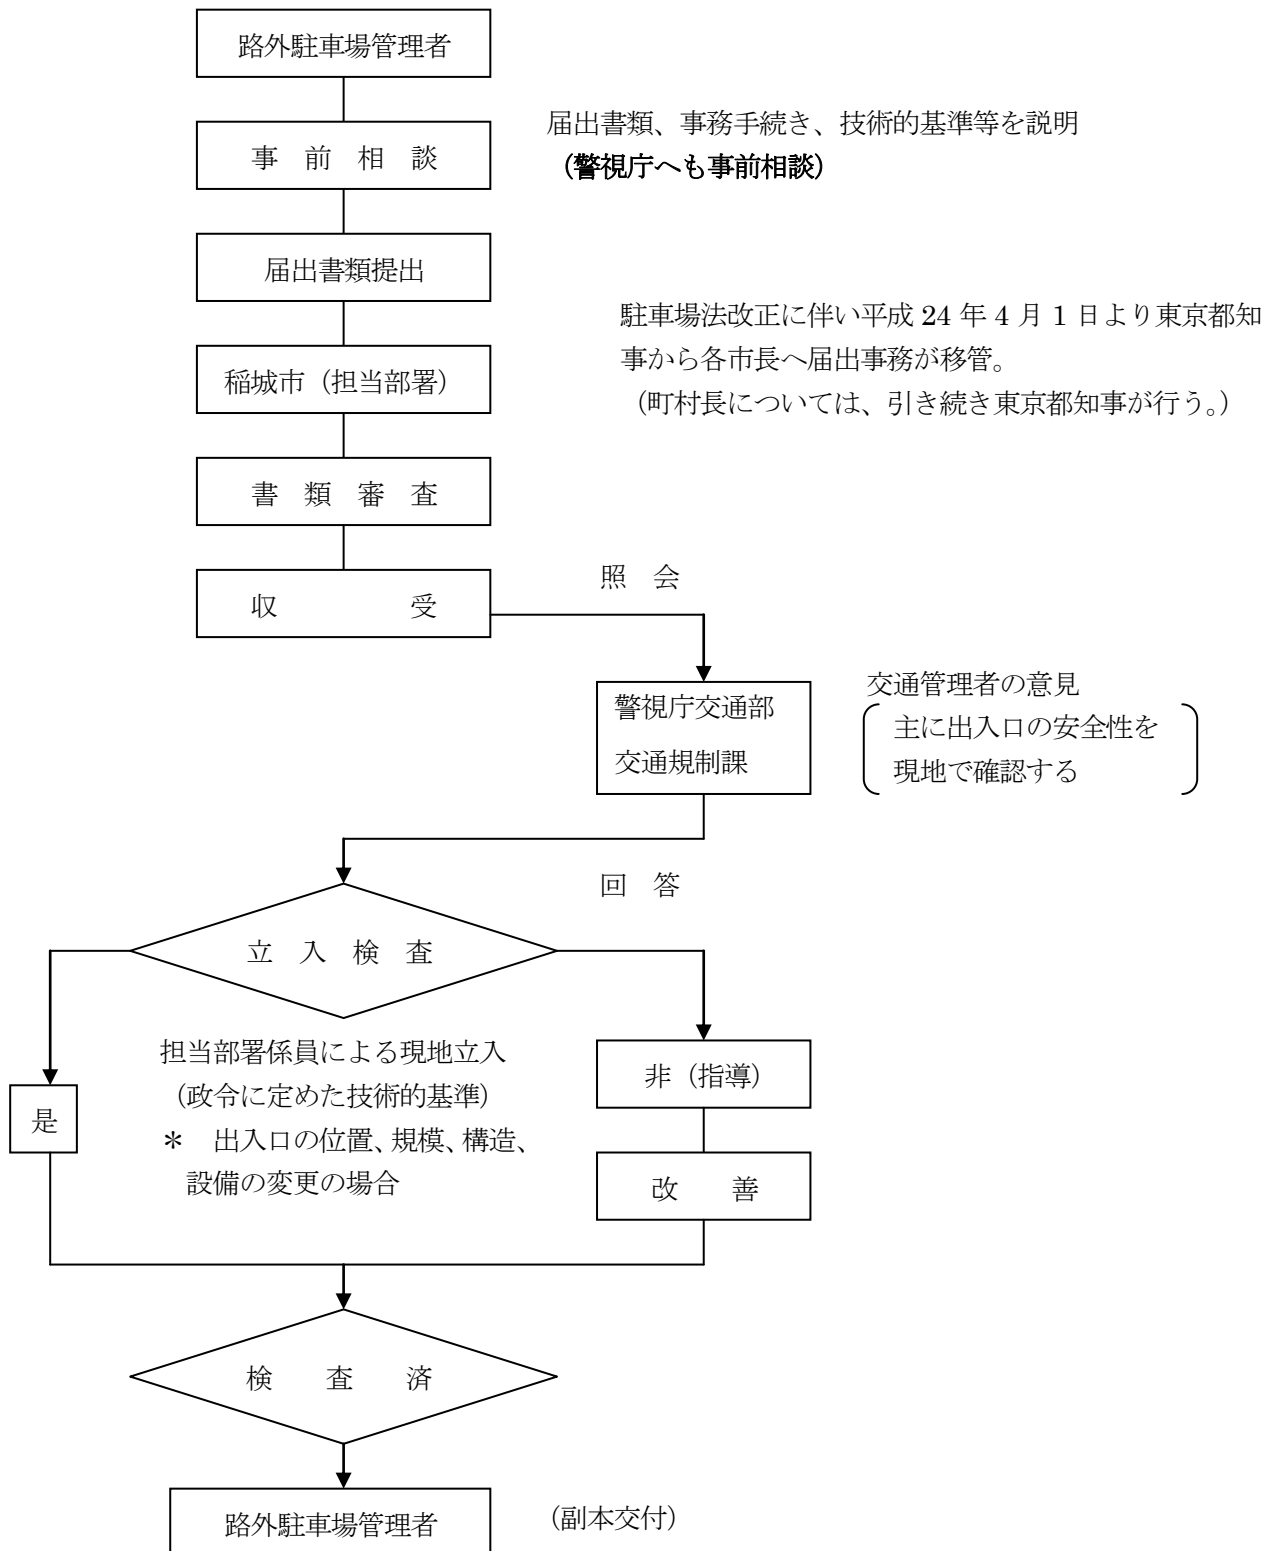 路外駐車場管理者
事　前　相　談
届出書類、事務手続き、技術的基準等を説明
（警視庁へも事前相談）
届出書類提出
稲城市（担当部署）
駐車場法改正に伴い平成 24 年 4 月 1 日より東京都知
事から各市長へ届出事務が移管。
（町村長については、引き続き東京都知事が行う。）
書　類　審　査
収　　　　　受
照　会
警視庁交通部
交通規制課
交通管理者の意見
主に出入口の安全性を
現地で確認する
回　答
立　入　検　査
担当部署係員による現地立入
（政令に定めた技術的基準）
＊　出入口の位置、規模、構造、
設備の変更の場合
是
非（指導）
改　　善
検　　査　　済
路外駐車場管理者
（副本交付）